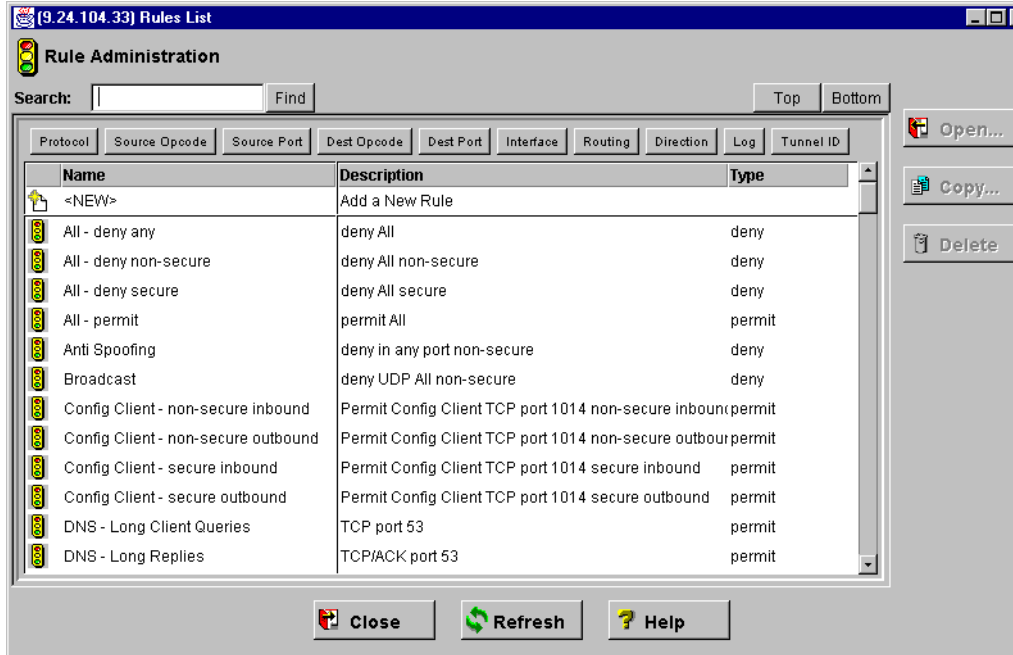 (9.24.104.33) Rules List
Rule Administration
Search: Find Top Bottom
Open...
Protocol Source Opcode Source Port Dest Opcode Dest Port Interface Routing Direction Log Tunnel ID
Name Description Type
Copy...
<NEW> Add a New Rule
All - deny any deny All deny
Delete
All - deny non-secure deny All non-secure deny
All - deny secure deny All secure deny
All - permit permit All permit
Anti Spoofing deny in any port non-secure deny
Broadcast deny UDP All non-secure deny
Config Client - non-secure inbound Permit Config Client TCP port 1014 non-secure inboun permit
Config Client - non-secure outbound Permit Config Client TCP port 1014 non-secure outbou permit
Config Client - secure inbound Permit Config Client TCP port 1014 secure inbound permit
Config Client - secure outbound Permit Config Client TCP port 1014 secure outbound permit
DNS - Long Client Queries TCP port 53 permit
DNS - Long Replies TCP/ACK port 53 permit
Close Refresh Help